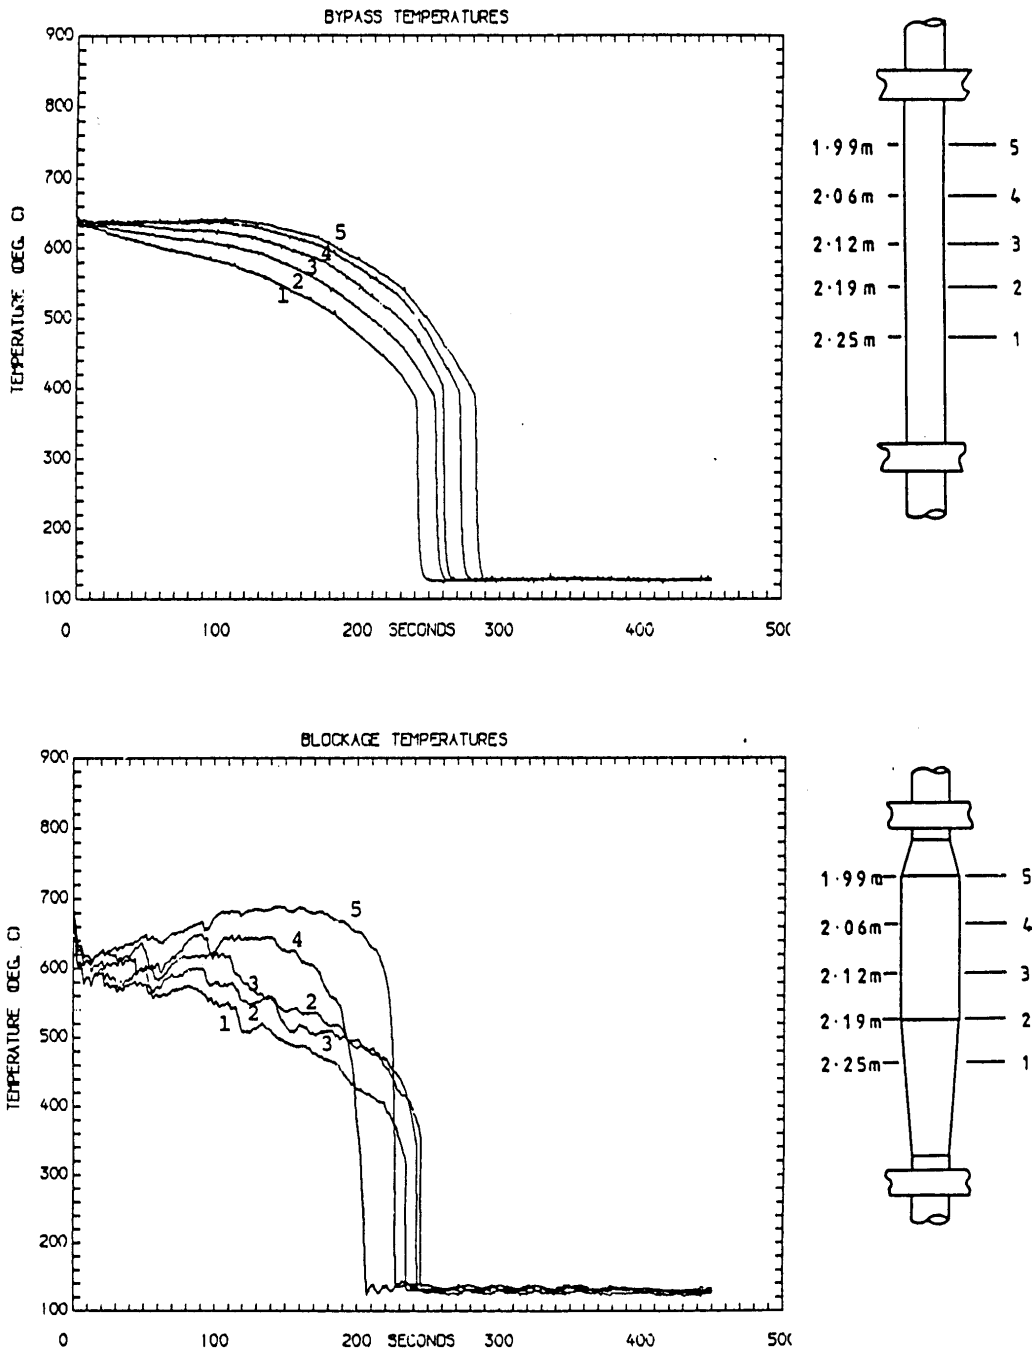 BYPASS TEMPERATURES
900
800
700
600
500
400
300
200
100
TEMPERATURE (DEG. C)
0 100 200 SECONDS 300 400 500
5
4
3
2
1
1·99m 5
2·06m 4
2·12m 3
2·19m 2
2·25m 1
BLOCKAGE TEMPERATURES
900
800
700
600
500
400
300
200
100
TEMPERATURE (DEG. C)
0 100 200 SECONDS 300 400 500
5
4
3
2
2
1
3
1·99m 5
2·06m 4
2·12m 3
2·19m 2
2·25m 1